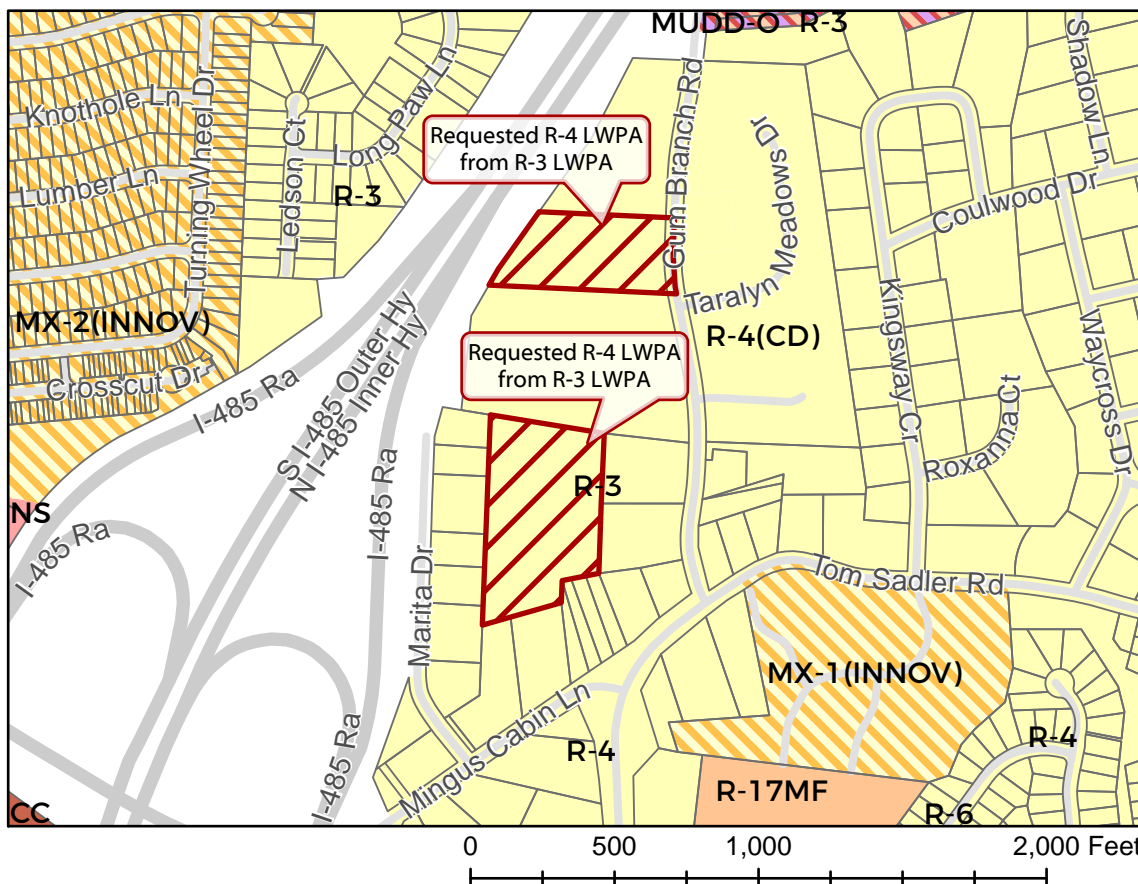 MUDD-O R-3
Knothole Ln
Turning Wheel Dr
Long Paw Ln
Gum Branch Rd
Shadow Ln
Requested R-4 LWPA
from R-3 LWPA
Lumber Ln
Ledson Ct
R-3
Taralyn Meadows Dr
Coulwood Dr
MX-2(INNOV)
S I-485 Outer Hy
N I-485 Inner Hy
R-4(CD)
Kingsway Cr
Waycross Dr
Requested R-4 LWPA
from R-3 LWPA
Crosscut Dr
I-485 Ra
Roxanna Ct
R-3
I-485 Ra
NS
I-485 Ra
Marita Dr
Tom Sadler Rd
MX-1(INNOV)
Mingus Cabin Ln
R-4
R-4
I-485 Ra
R-17MF
R-6
CC
0 500 1,000 2,000 Feet